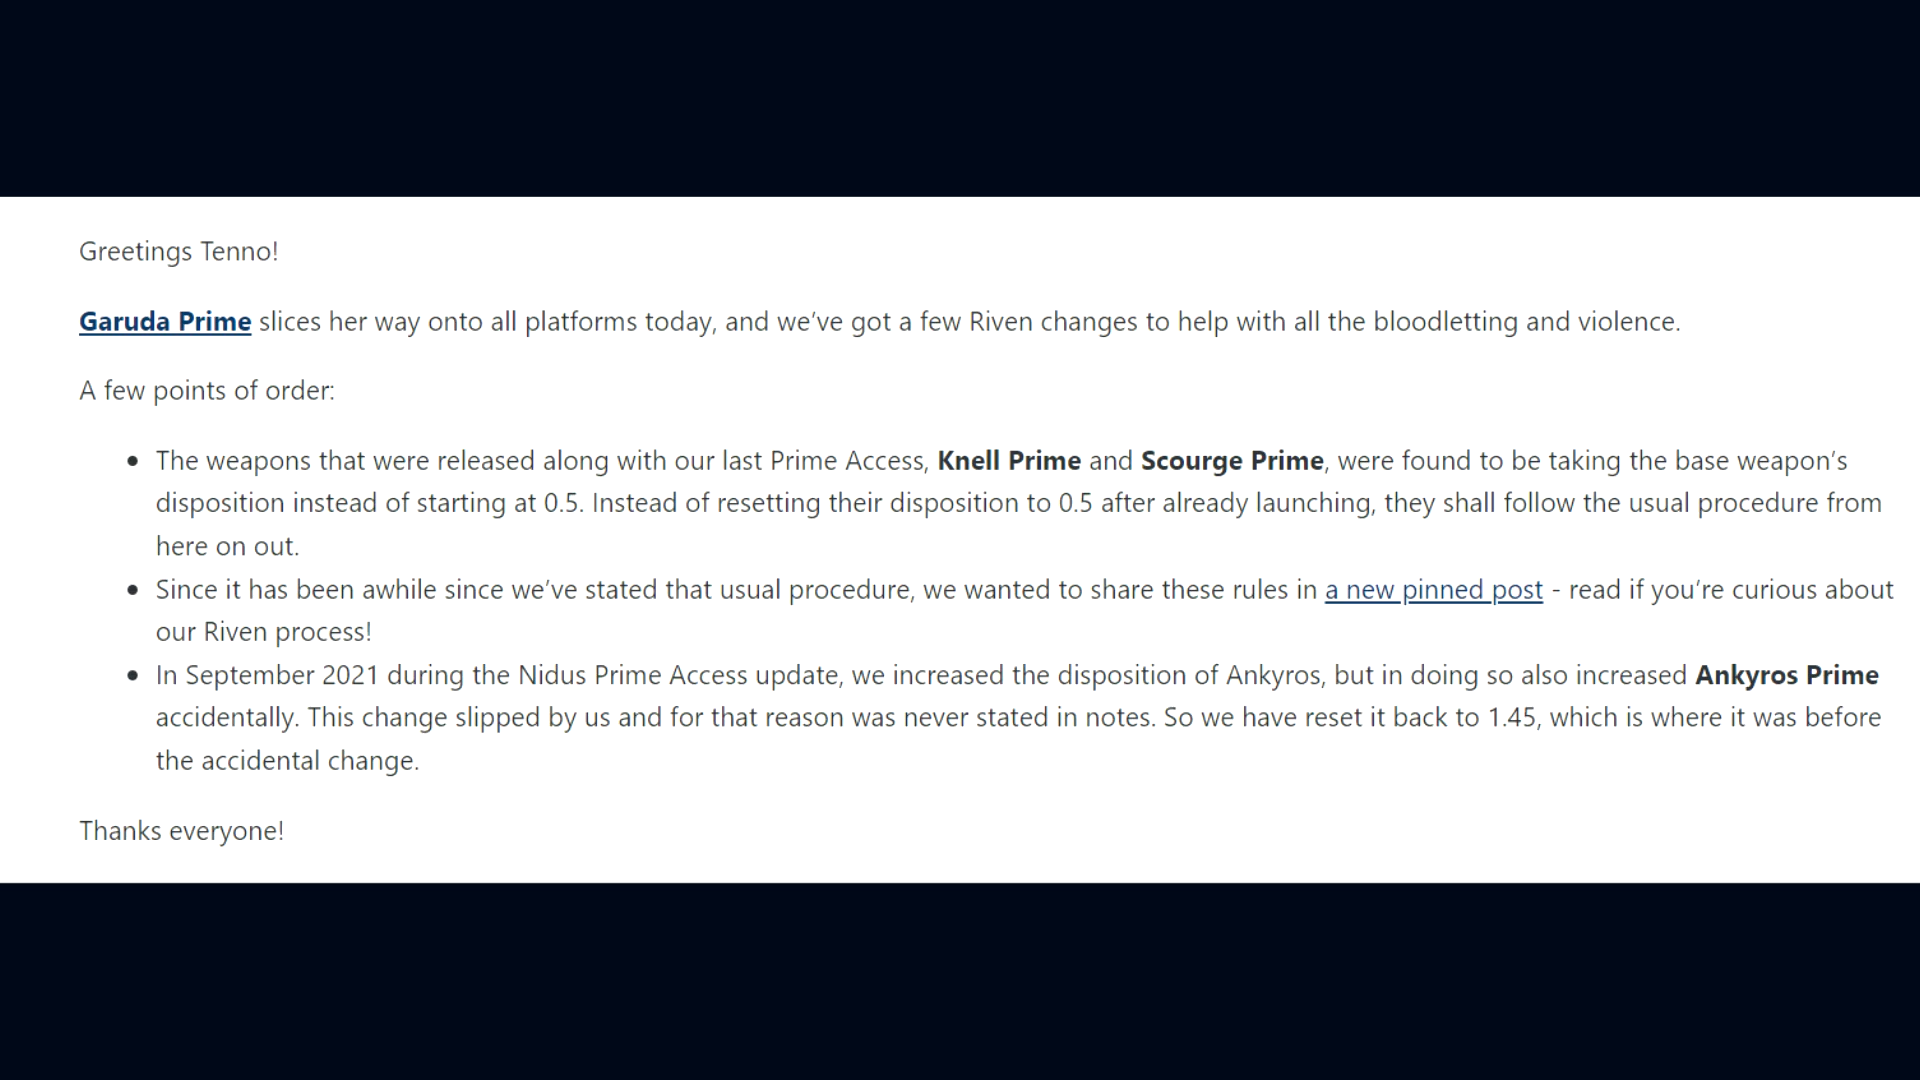 Greetings Tenno!
Garuda Prime slices her way onto all platforms today, and we’ve got a few Riven changes to help with all the bloodletting and violence.
A few points of order:
• The weapons that were released along with our last Prime Access, Knell Prime and Scourge Prime, were found to be taking the base weapon’s
disposition instead of starting at 0.5. Instead of resetting their disposition to 0.5 after already launching, they shall follow the usual procedure from
here on out.
• Since it has been awhile since we’ve stated that usual procedure, we wanted to share these rules in a new pinned post - read if you’re curious about
our Riven process!
• In September 2021 during the Nidus Prime Access update, we increased the disposition of Ankyros, but in doing so also increased Ankyros Prime
accidentally. This change slipped by us and for that reason was never stated in notes. So we have reset it back to 1.45, which is where it was before
the accidental change.
Thanks everyone!